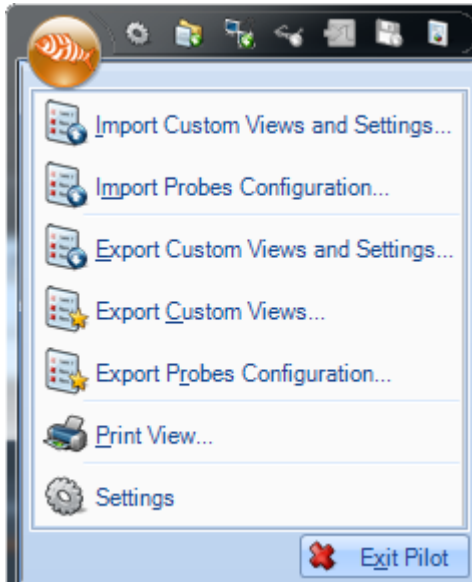 Import Custom Views and Settings...
Import Probes Configuration...
Export Custom Views and Settings...
Export Custom Views...
Export Probes Configuration...
Print View...
Settings
Exit Pilot